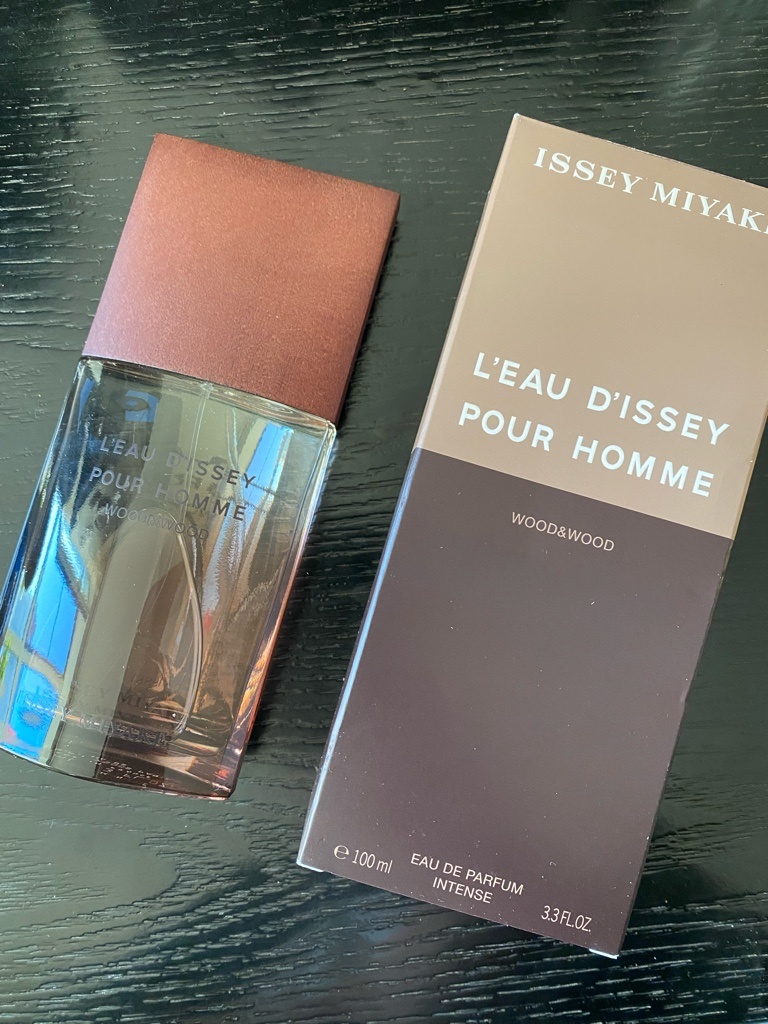 L'EAU D'ISSEY
POUR HOMME
WOOD&WOOD
ISSEY MIYAK
L'EAU D'ISSEY
POUR HOMME
WOOD&WOOD
℮ 100 ml
EAU DE PARFUM
INTENSE
3.3 FL.OZ.